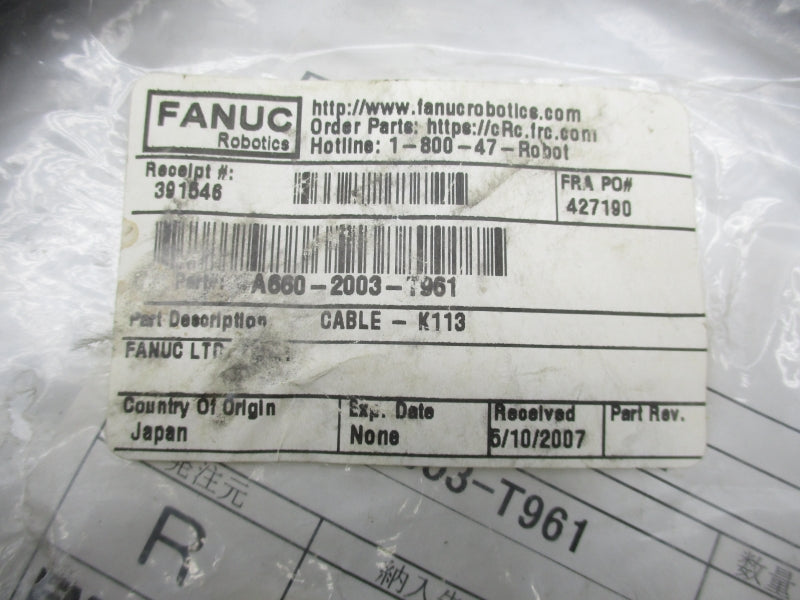 FANUC
Robotics
http://www.fanucrobotics.com
Order Parts: https://cRc.frc.com
Hotline: 1-800-47-Robot
Receipt #:
391546
FRA PO#
427190
Part#: A660-2003-T961
Part Description CABLE - K113
FANUC LTD
Country Of Origin Exp. Date Received Part Rev.
Japan None 5/10/2007
03-T961
発注元
R
納入先
数量